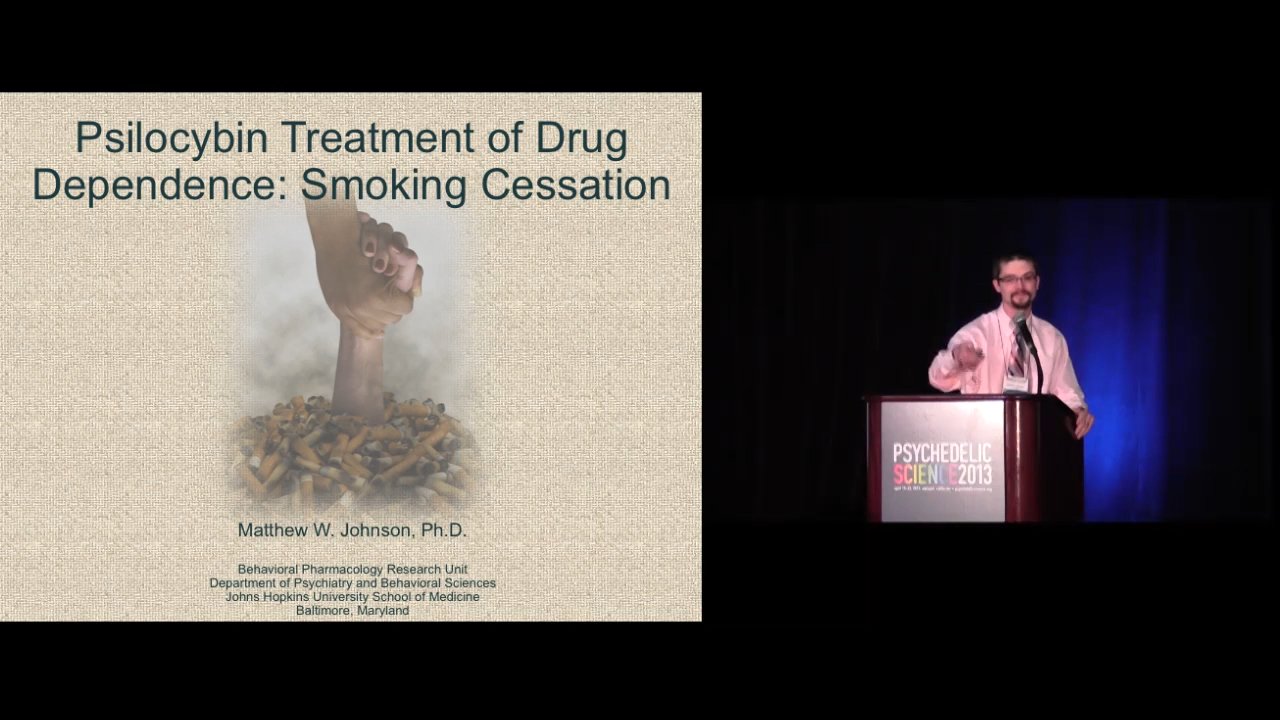 Psilocybin Treatment of Drug
Dependence: Smoking Cessation
Matthew W. Johnson, Ph.D.
Behavioral Pharmacology Research Unit
Department of Psychiatry and Behavioral Sciences
Johns Hopkins University School of Medicine
Baltimore, Maryland
PSYCHEDELIC
SCIENCE2013